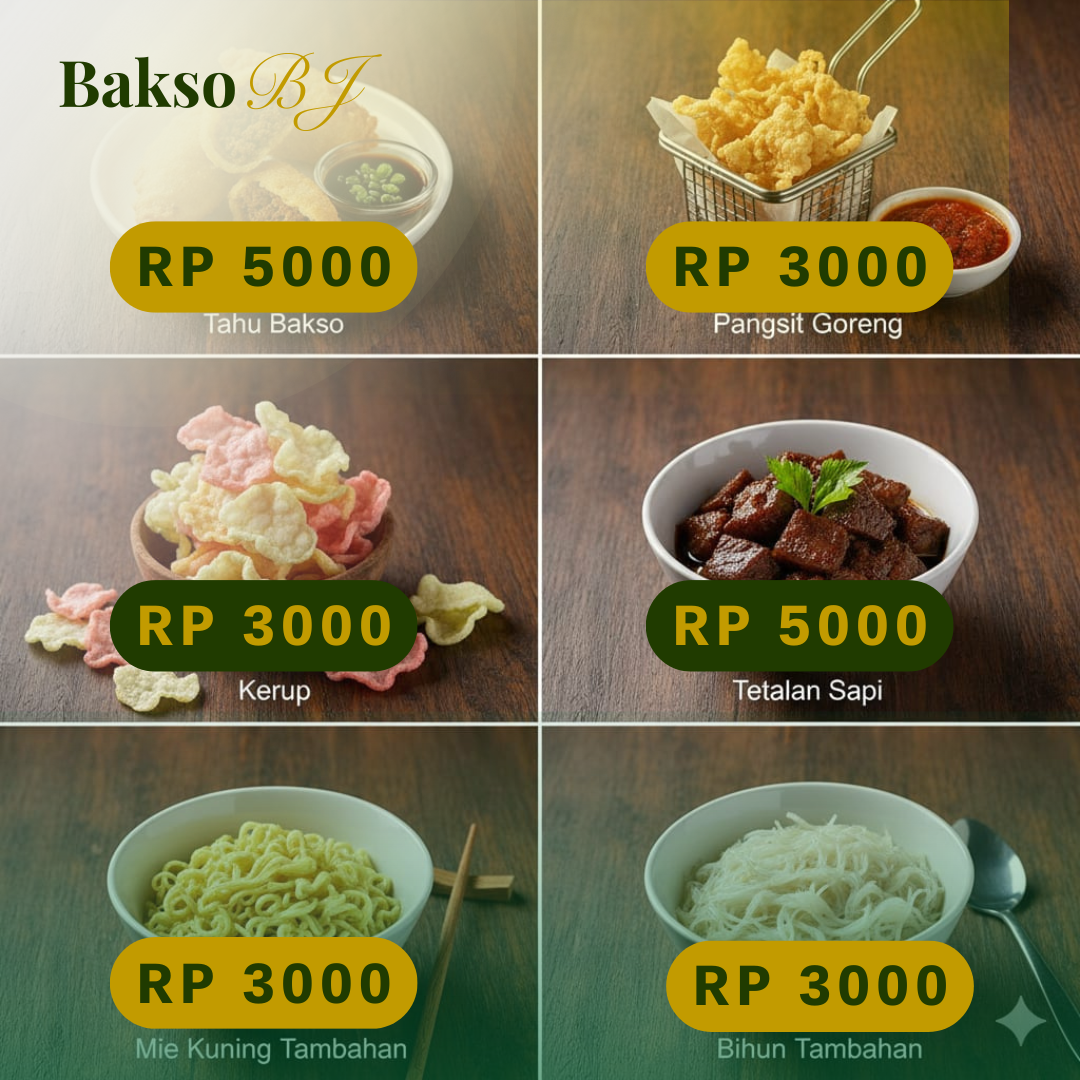 Bakso BJ
RP 5000
Tahu Bakso
RP 3000
Pangsit Goreng
RP 3000
Kerup
RP 5000
Tetalan Sapi
RP 3000
Mie Kuning Tambahan
RP 3000
Bihun Tambahan